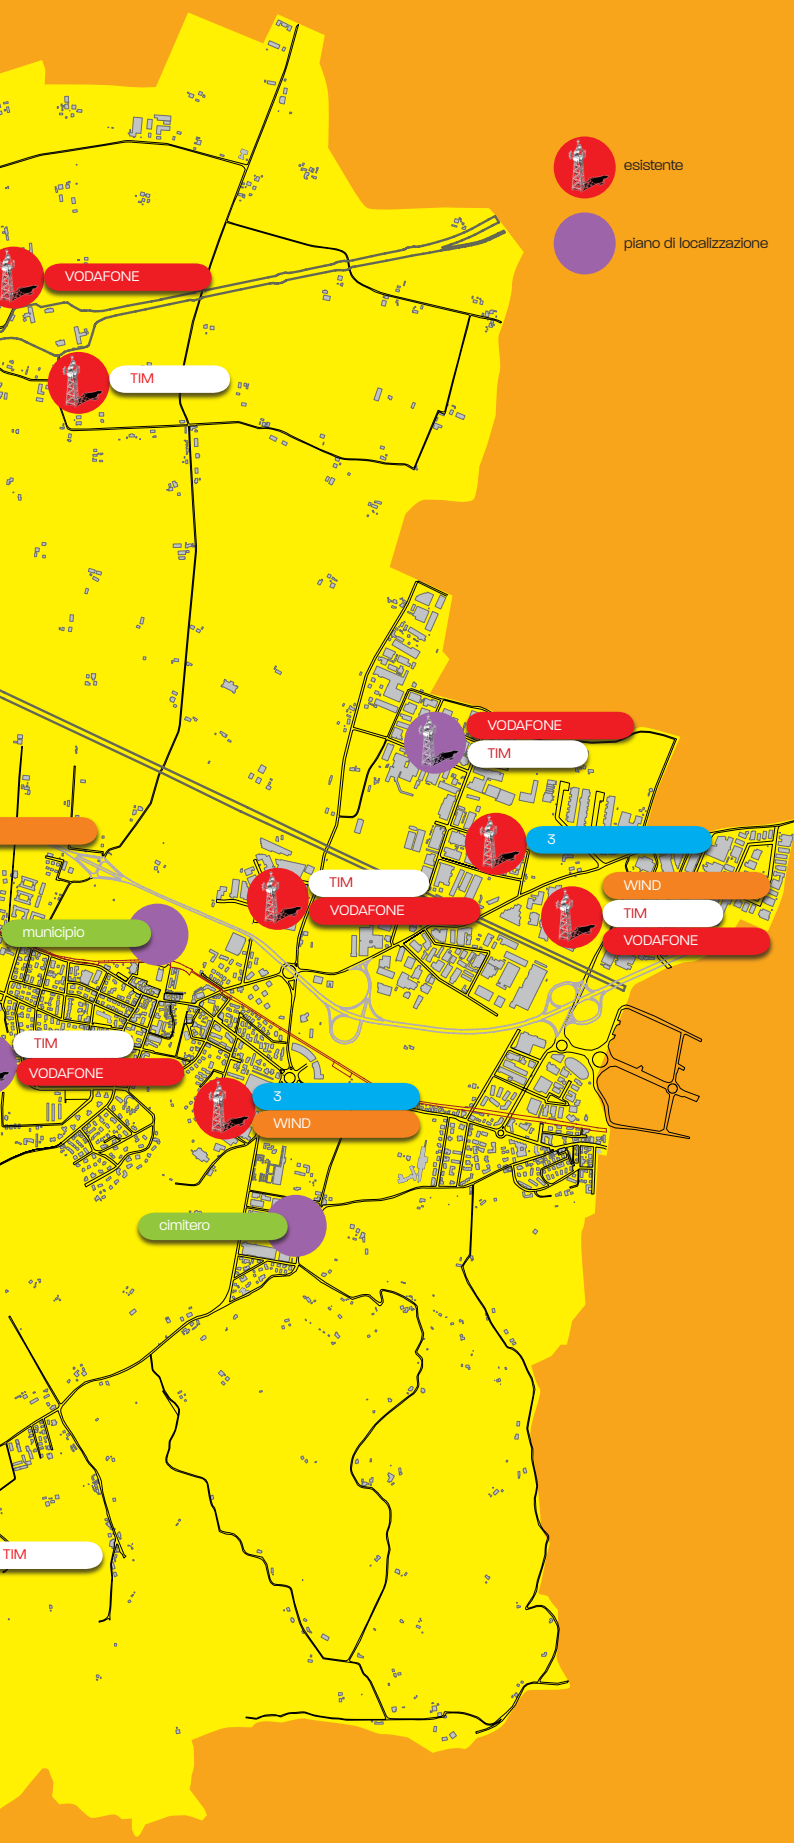 esistente
piano di localizzazione
VODAFONE
TIM
VODAFONE
TIM
3
TIM
VODAFONE
WIND
TIM
VODAFONE
municipio
TIM
VODAFONE
3
WIND
cimitero
TIM